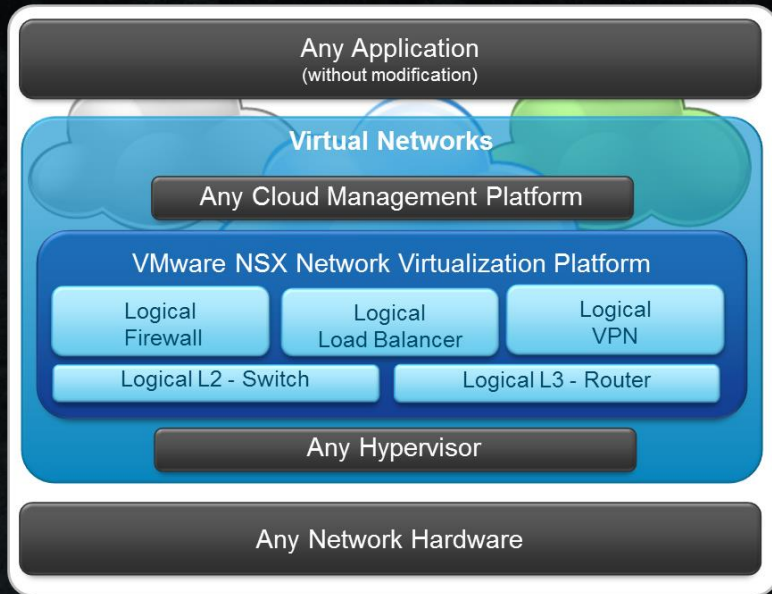 Any Application
(without modification)
Virtual Networks
Any Cloud Management Platform
VMware NSX Network Virtualization Platform
Logical
Firewall
Logical
Load Balancer
Logical
VPN
Logical L2 - Switch
Logical L3 - Router
Any Hypervisor
Any Network Hardware